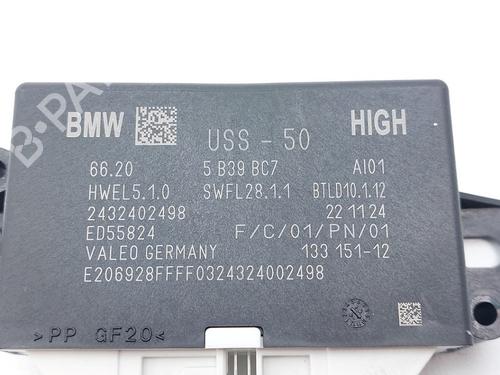 BMW USS - 50 HIGH
66.20 5 B39 BC7 AI01
HWEL5.1.0 SWFL28.1.1 BTLD10.1.12
2432402498 22 11 24
ED55824 F/C/01/PN/01
VALEO GERMANY 133 151-12
E206928FFFF0324324002498
>PP GF20<
B-PA